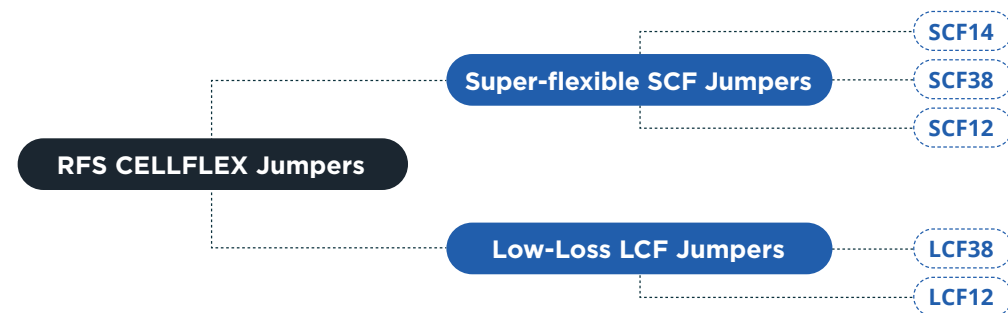 SCF14
Super-flexible SCF Jumpers
SCF38
SCF12
RFS CELLFLEX Jumpers
Low-Loss LCF Jumpers
LCF38
LCF12